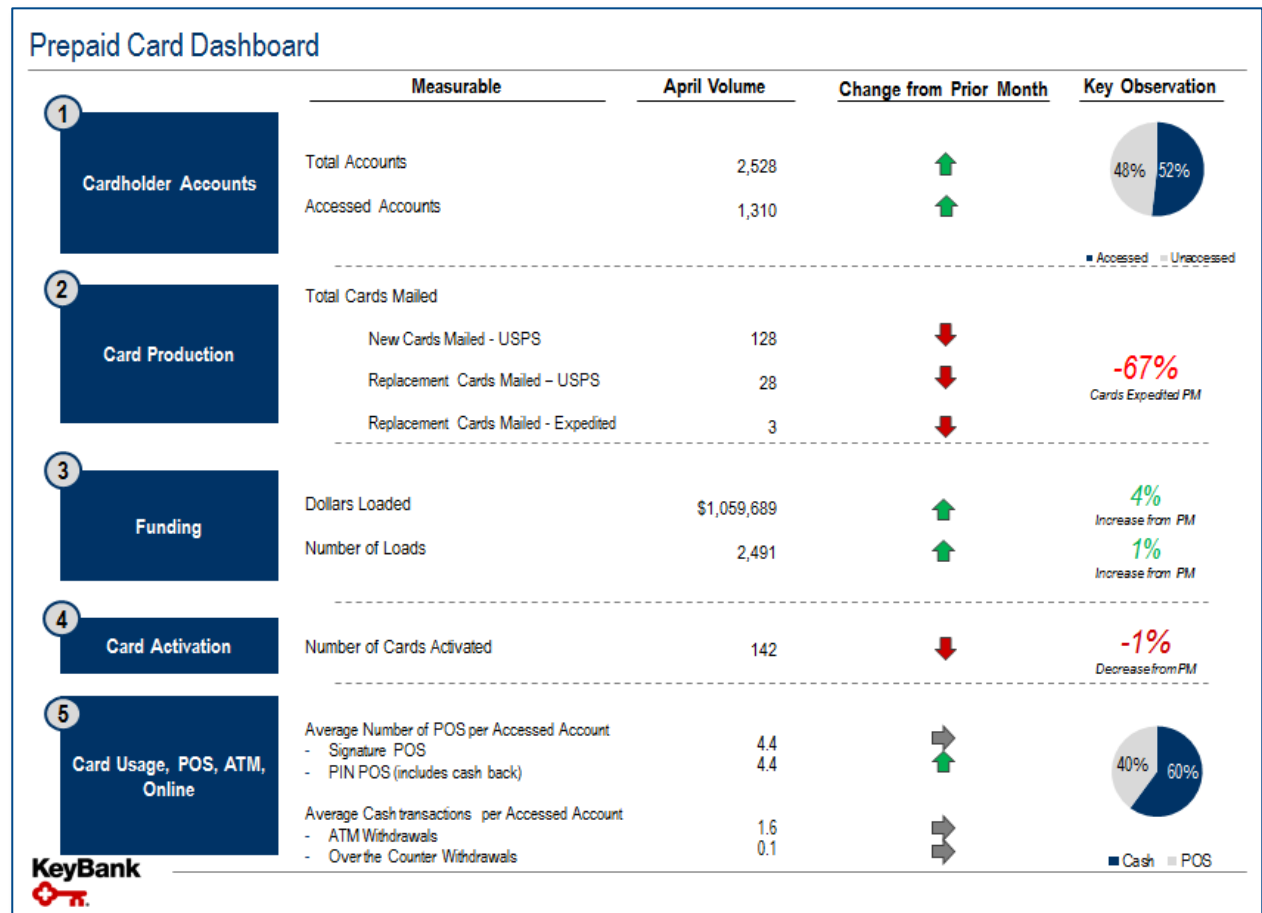 Prepaid Card Dashboard
Measurable April Volume Change from Prior Month Key Observation
1
Cardholder Accounts
Total Accounts 2,528
Accessed Accounts 1,310
48% 52%
Accessed Unaccessed
2
Card Production
Total Cards Mailed
New Cards Mailed - USPS 128
Replacement Cards Mailed – USPS 28
Replacement Cards Mailed - Expedited 3
-67%
Cards Expedited PM
3
Funding
Dollars Loaded $1,059,689
4%
Increase from PM
Number of Loads 2,491
1%
Increase from PM
4
Card Activation
Number of Cards Activated 142
-1%
Decrease from PM
5
Card Usage, POS, ATM,
Online
Average Number of POS per Accessed Account
- Signature POS 4.4
- PIN POS (includes cash back) 4.4
Average Cash transactions per Accessed Account
- ATM Withdrawals 1.6
- Over the Counter Withdrawals 0.1
40% 60%
Cash POS
KeyBank